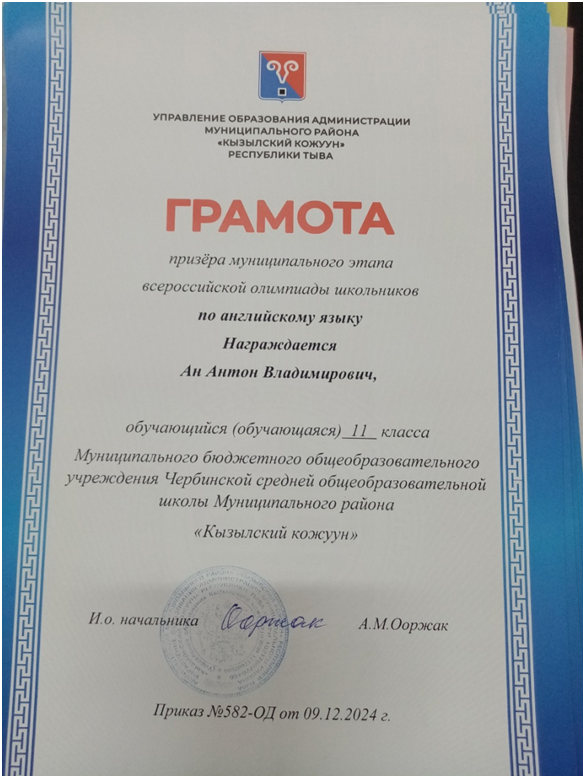 УПРАВЛЕНИЕ ОБРАЗОВАНИЯ АДМИНИСТРАЦИИ
МУНИЦИПАЛЬНОГО РАЙОНА
«КЫЗЫЛСКИЙ КОЖУУН»
РЕСПУБЛИКИ ТЫВА
ГРАМОТА
призёра муниципального этапа
всероссийской олимпиады школьников
по английскому языку
Награждается
Ан Антон Владимирович,
обучающийся (обучающаяся) 11 класса
Муниципального бюджетного общеобразовательного
учреждения Чербинской средней общеобразовательной
школы Муниципального района
«Кызылский кожуун»
И.о. начальника Ооржак А.М.Ооржак
Приказ №582-ОД от 09.12.2024 г.